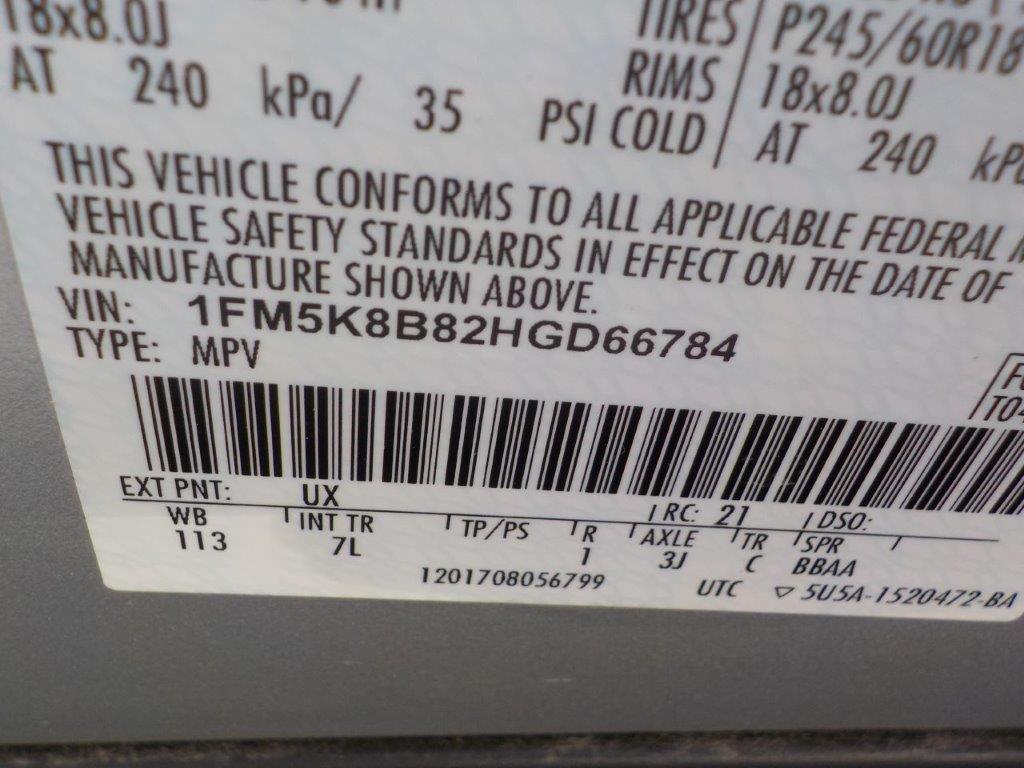 18x8.0J
TIRES P245/60R18
RIMS 18x8.0J
AT 240 kPa/ 35 PSI COLD AT 240
THIS VEHICLE CONFORMS TO ALL APPLICABLE FEDERAL
VEHICLE SAFETY STANDARDS IN EFFECT ON THE DATE OF
MANUFACTURE SHOWN ABOVE.
VIN: 1FM5K8B82HGD66784
TYPE: MPV
EXT PNT: UX RC: 21 DSO:
WB INT TR TP/PS R AXLE TR SPR
113 7L 1 3J C BBAA
1201708056799 UTC ▽ 5U5A-1520472-BA